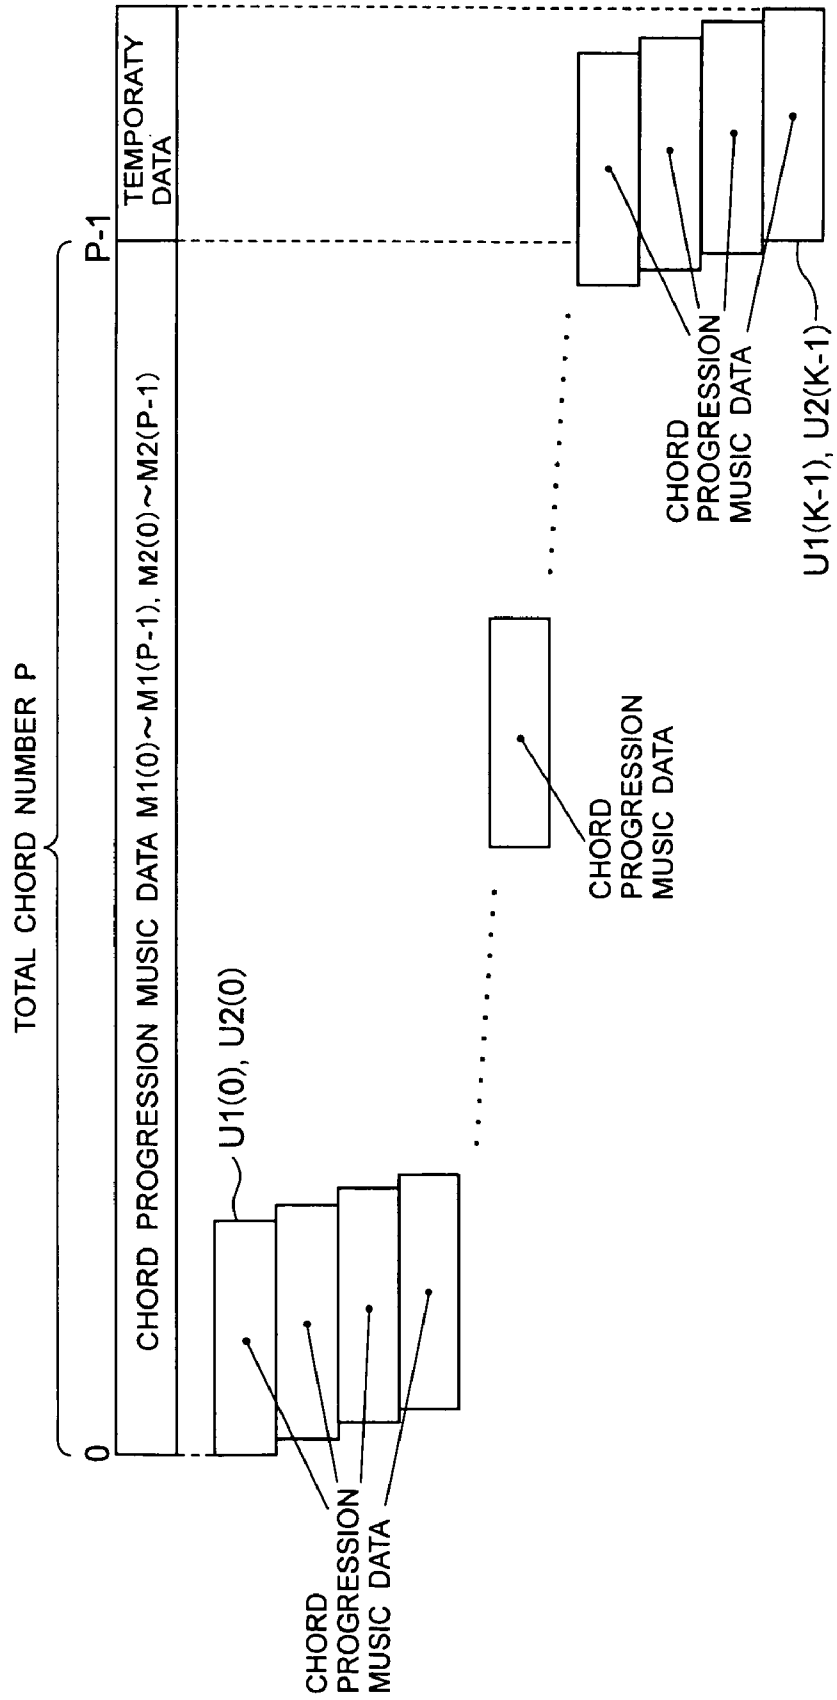 TOTAL CHORD NUMBER P
0
P-1
CHORD PROGRESSION MUSIC DATA M1(0)~M1(P-1), M2(0)~M2(P-1)
TEMPORATY
DATA
U1(0), U2(0)
CHORD
PROGRESSION
MUSIC DATA
CHORD
PROGRESSION
MUSIC DATA
CHORD
PROGRESSION
MUSIC DATA
U1(K-1), U2(K-1)